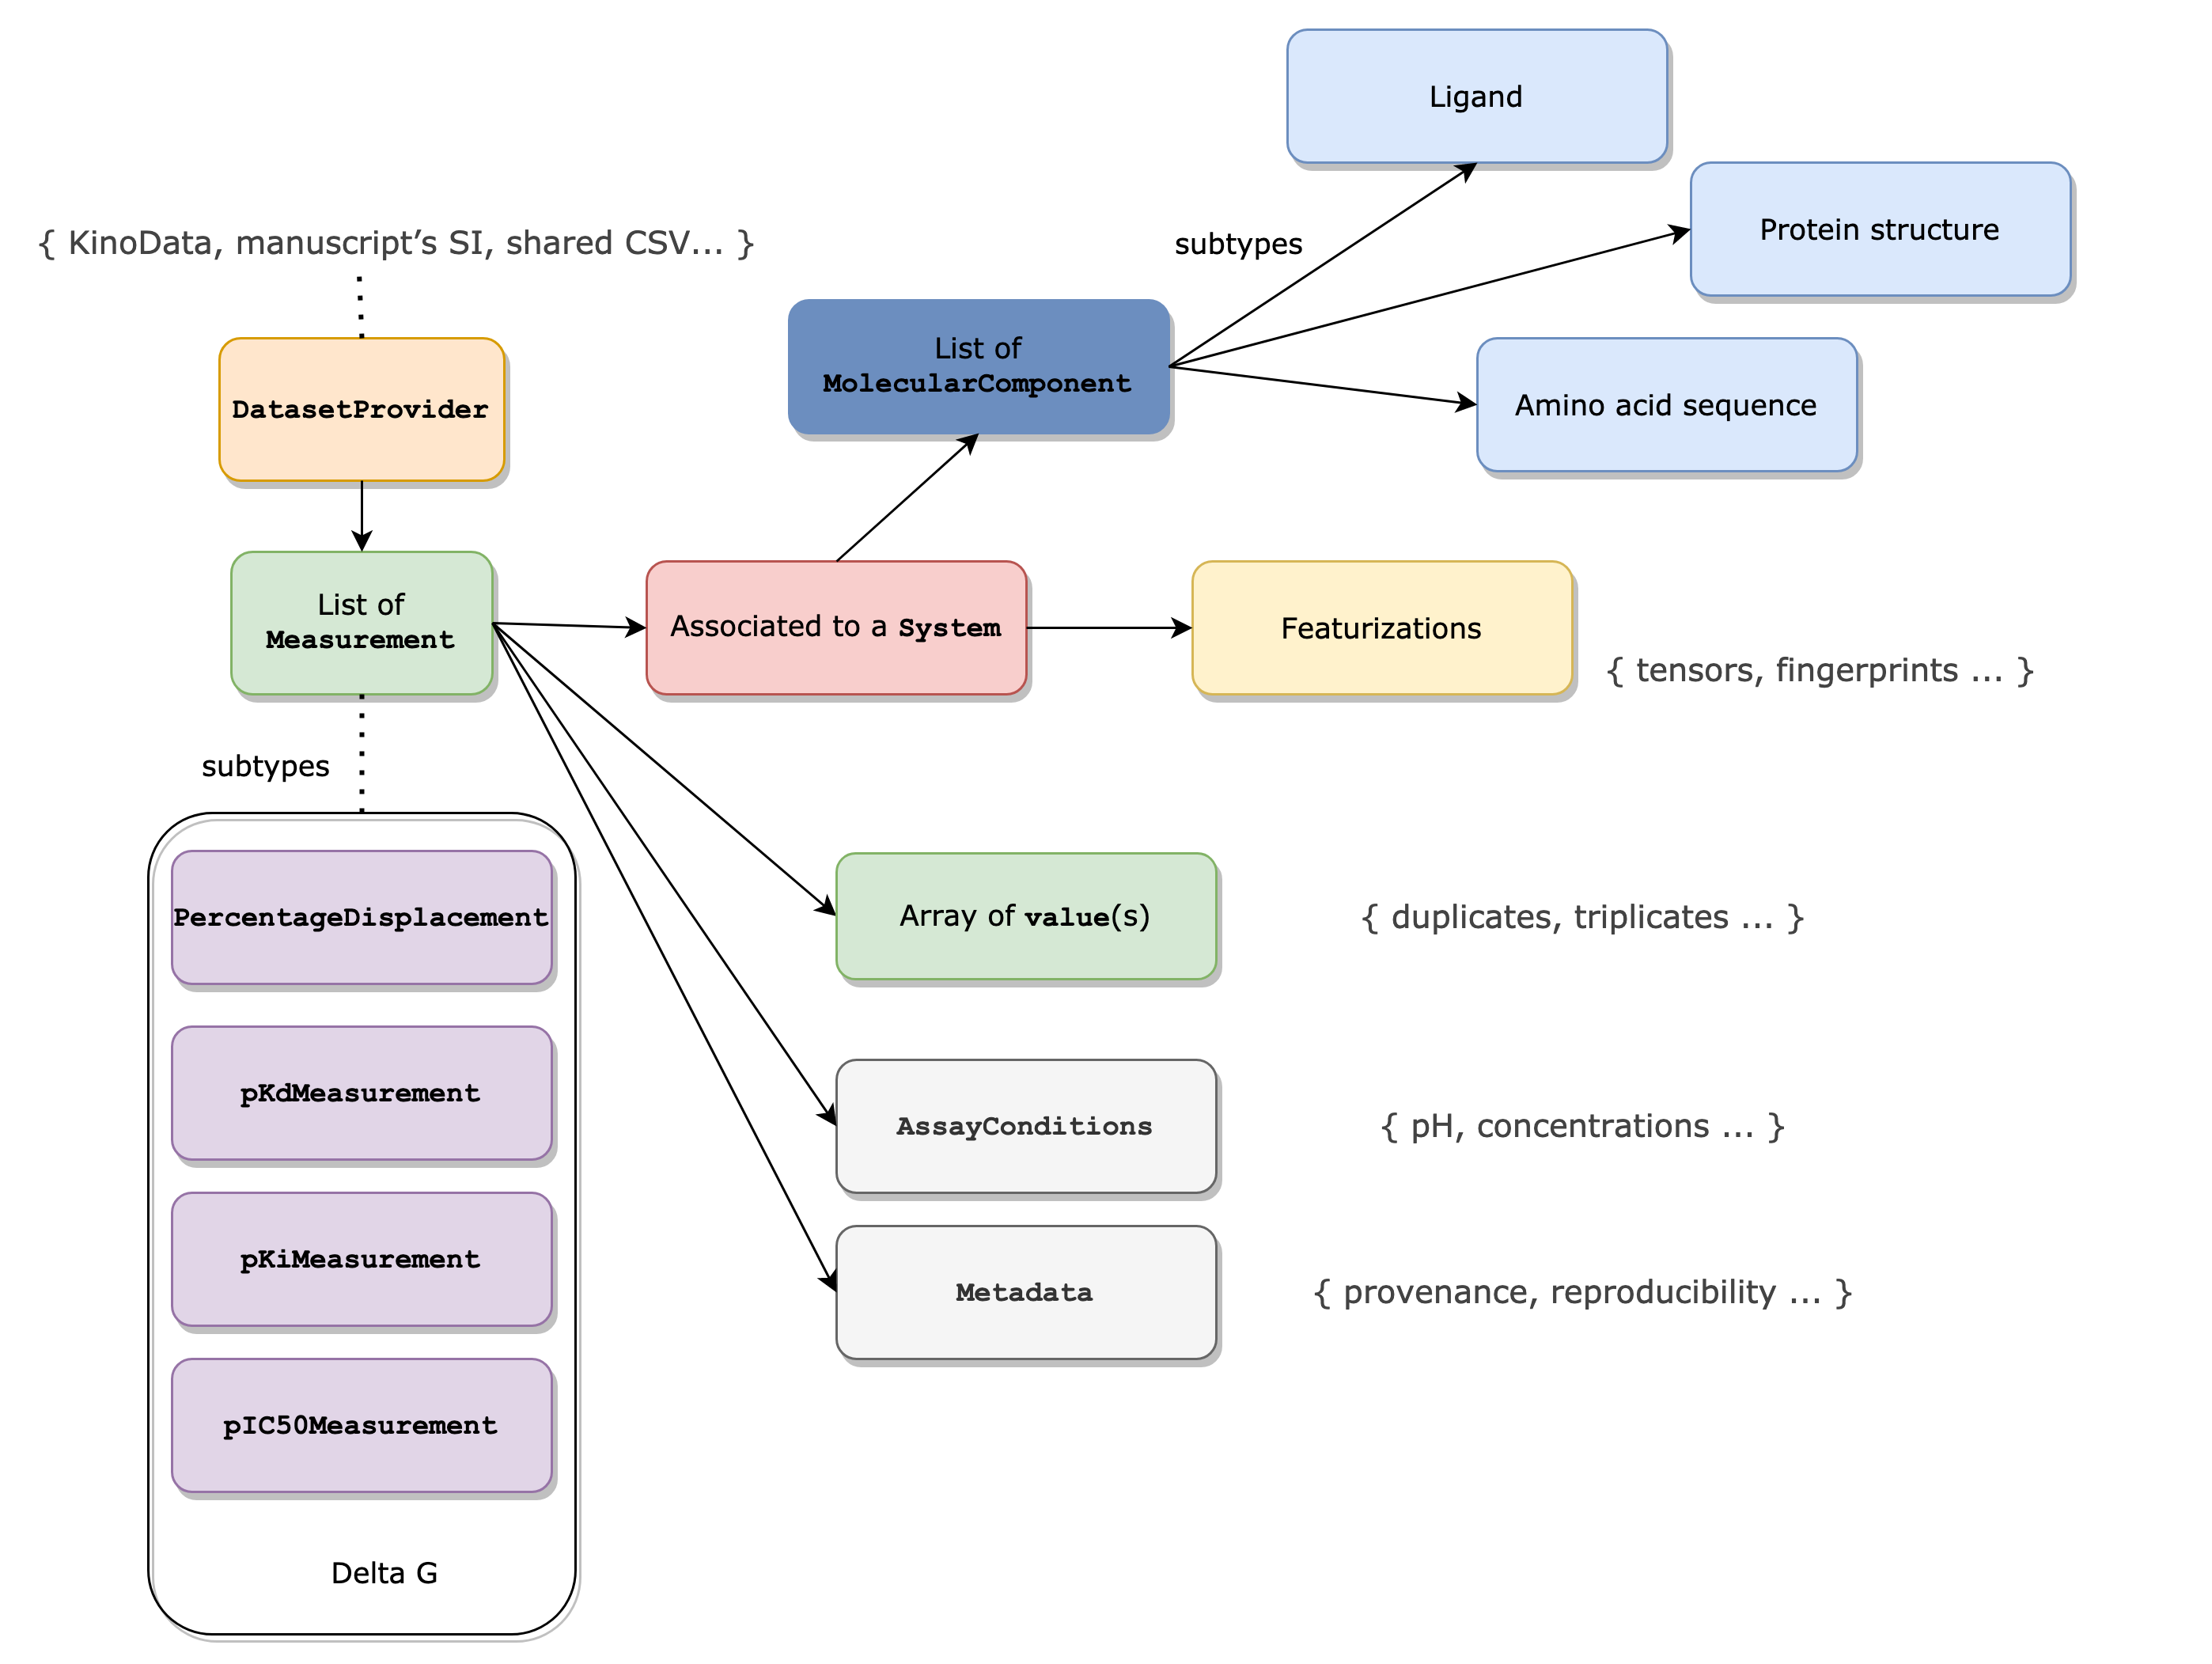 Ligand
Protein structure
{ KinoData, manuscript’s SI, shared CSV... }
subtypes
List of
MolecularComponent
DatasetProvider
Amino acid sequence
List of
Measurement
Associated to a System
Featurizations
{ tensors, fingerprints ... }
subtypes
PercentageDisplacement
Array of value(s)
{ duplicates, triplicates ... }
pKdMeasurement
AssayConditions
{ pH, concentrations ... }
pKiMeasurement
Metadata
{ provenance, reproducibility ... }
pIC50Measurement
Delta G